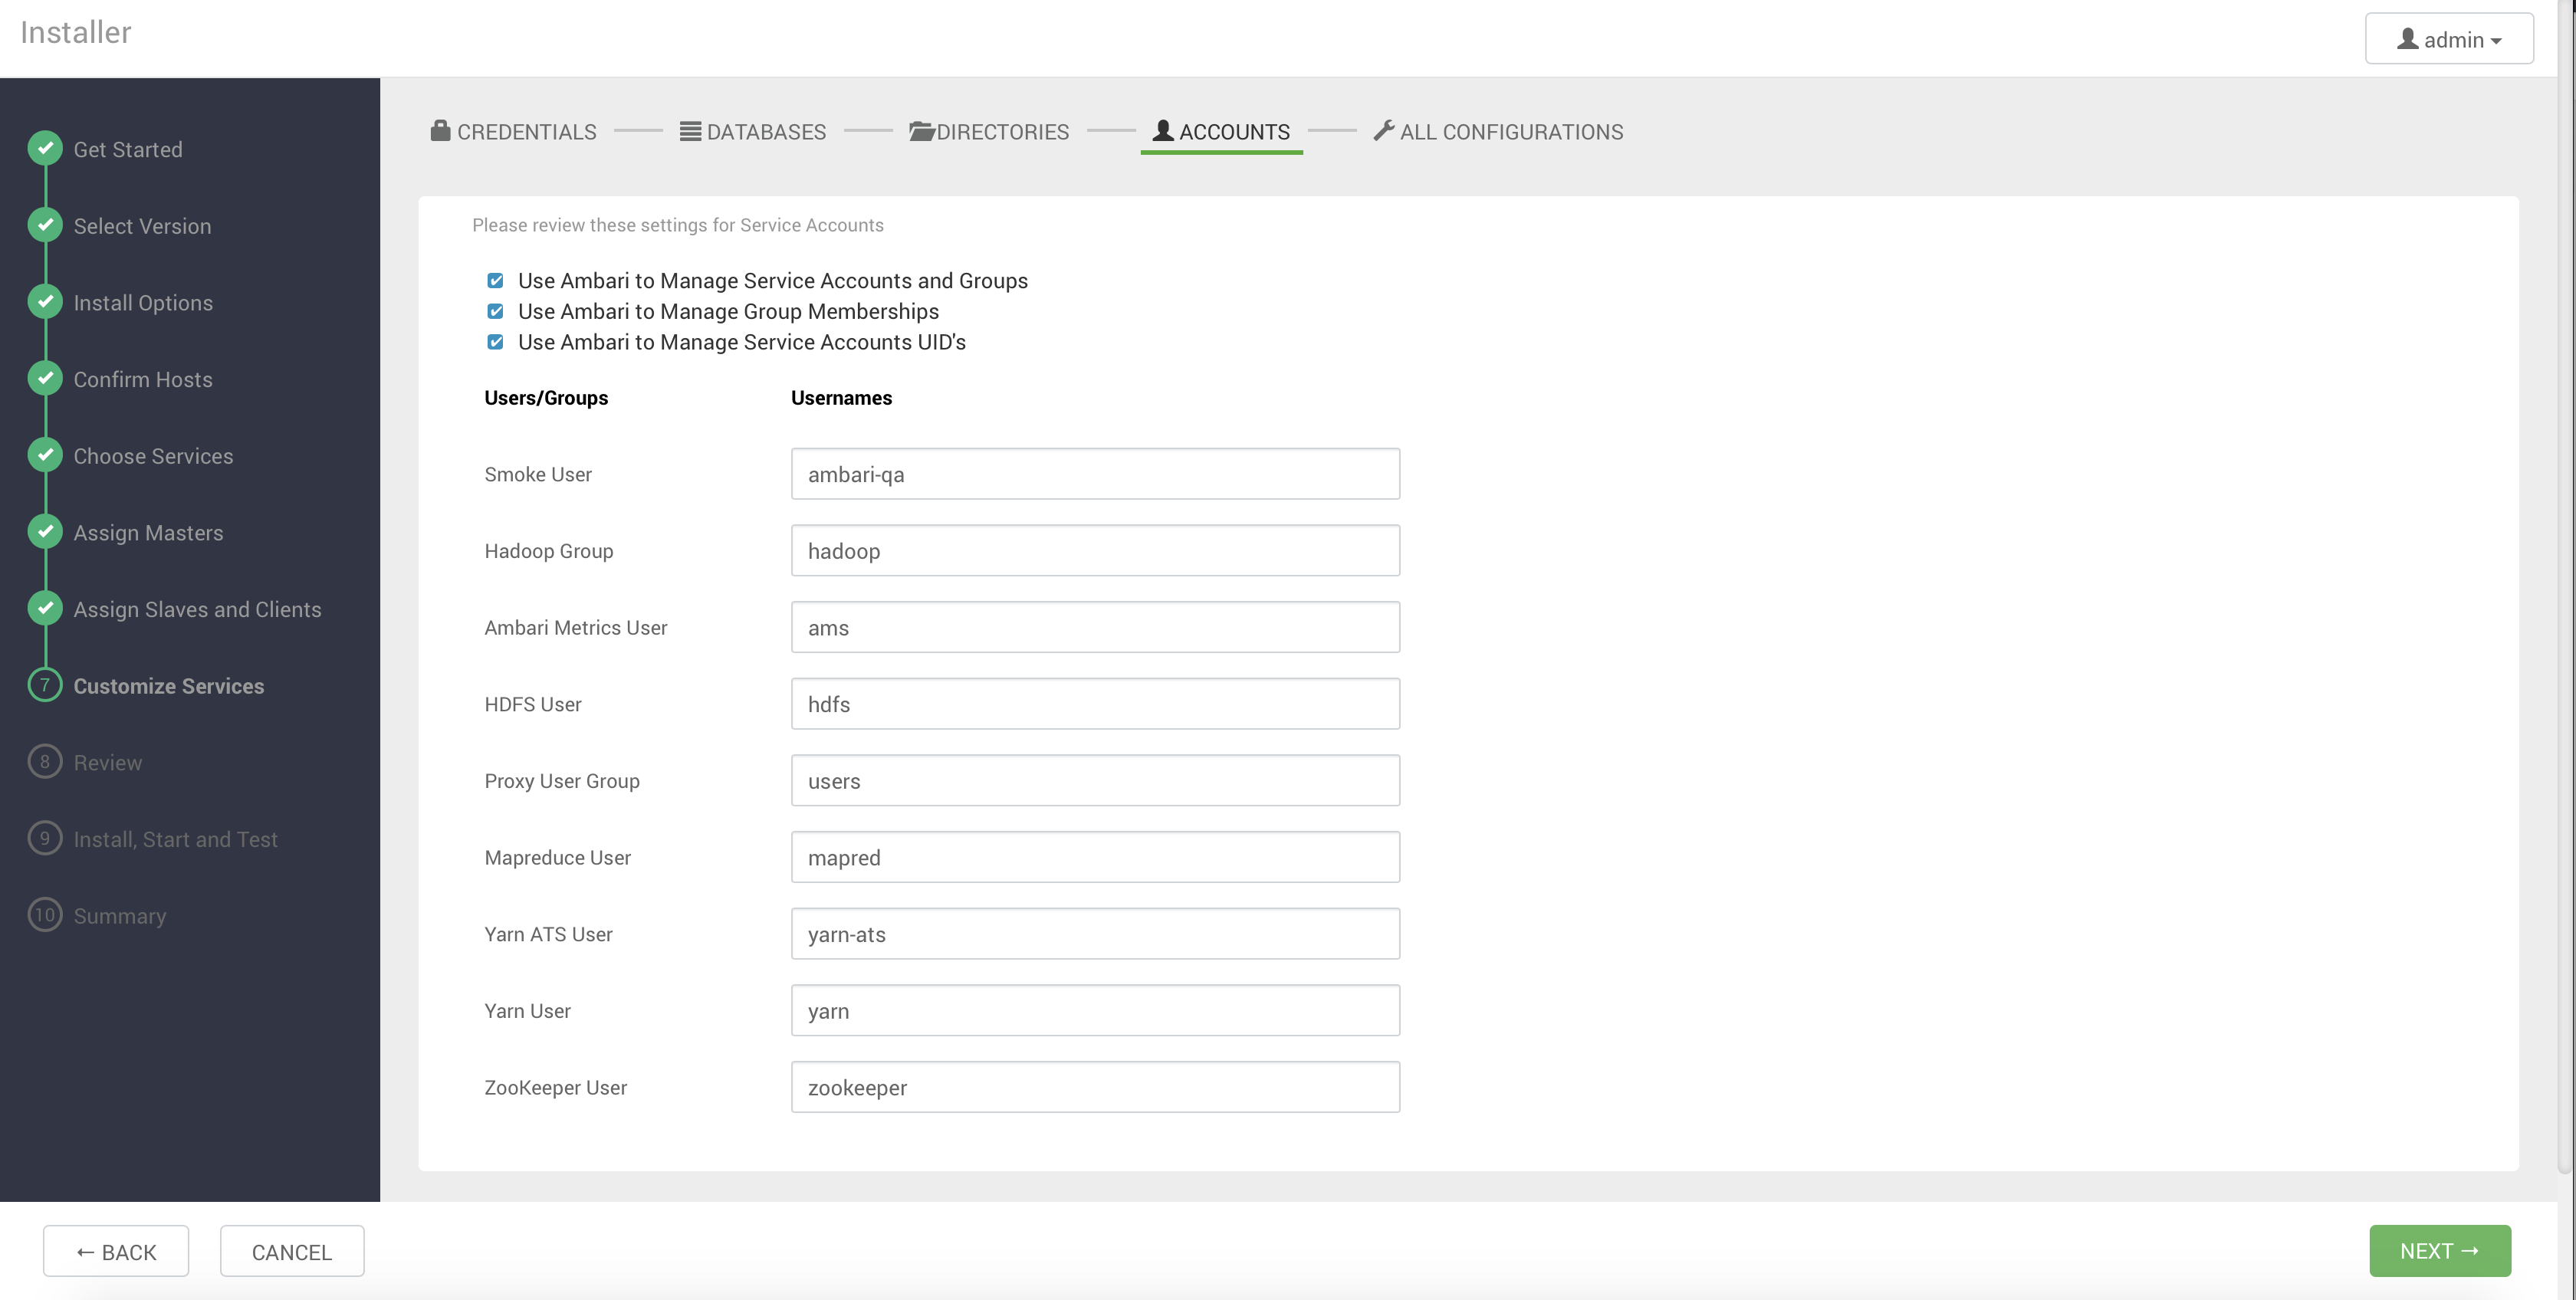 Installer
admin
Get Started
Select Version
Install Options
Confirm Hosts
Choose Services
Assign Masters
Assign Slaves and Clients
7 Customize Services
8 Review
9 Install, Start and Test
10 Summary
CREDENTIALS DATABASES DIRECTORIES ACCOUNTS ALL CONFIGURATIONS
Please review these settings for Service Accounts
Use Ambari to Manage Service Accounts and Groups
Use Ambari to Manage Group Memberships
Use Ambari to Manage Service Accounts UID's
Users/Groups Usernames
Smoke User ambari-qa
Hadoop Group hadoop
Ambari Metrics User ams
HDFS User hdfs
Proxy User Group users
Mapreduce User mapred
Yarn ATS User yarn-ats
Yarn User yarn
ZooKeeper User zookeeper
← BACK CANCEL NEXT →